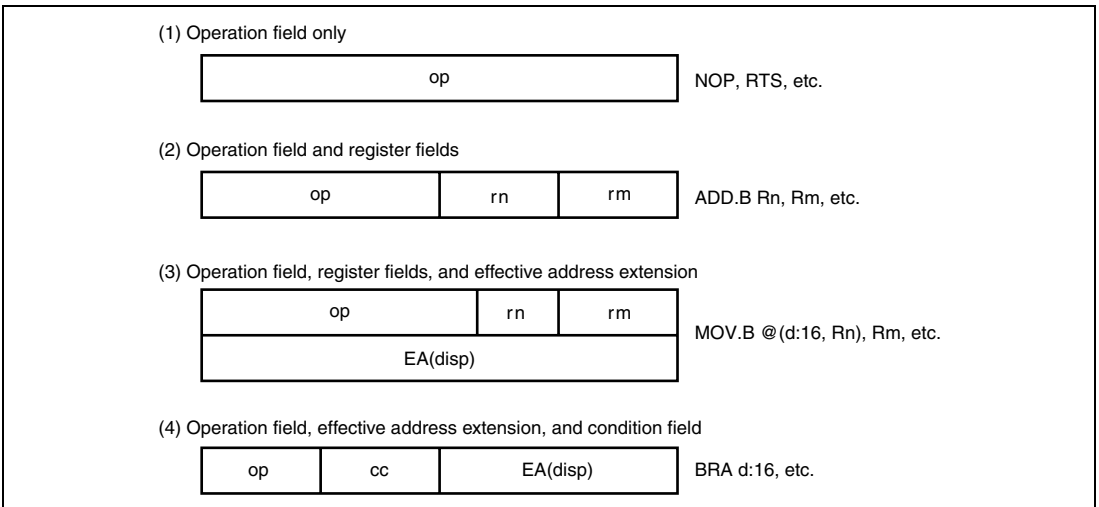 (1) Operation field only
op
NOP, RTS, etc.
(2) Operation field and register fields
op rn rm
ADD.B Rn, Rm, etc.
(3) Operation field, register fields, and effective address extension
op rn rm
MOV.B @(d:16, Rn), Rm, etc.
EA(disp)
(4) Operation field, effective address extension, and condition field
op cc EA(disp)
BRA d:16, etc.